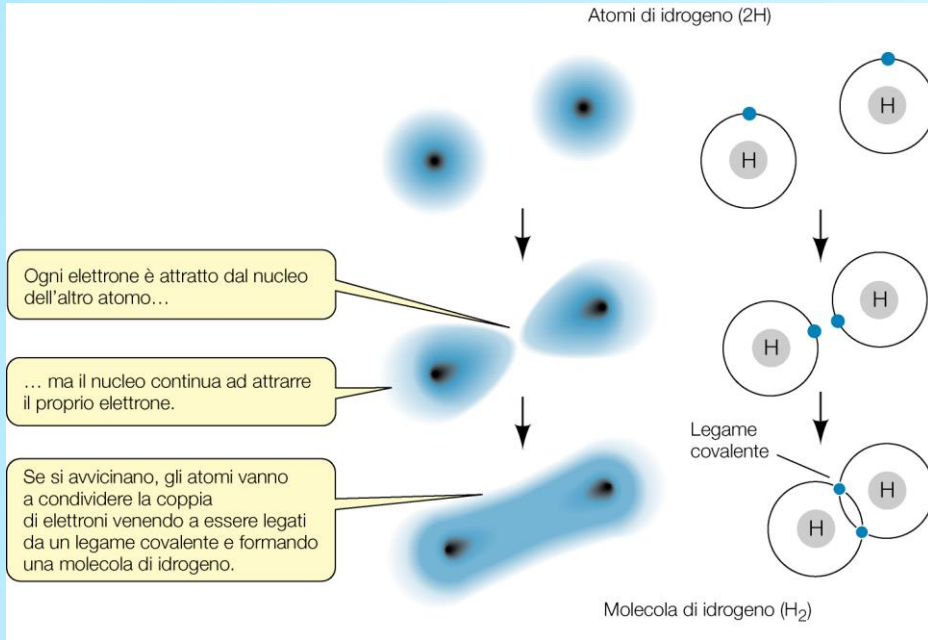 Atomi di idrogeno (2H)
H
H
Ogni elettrone è attratto dal nucleo
dell'altro atomo…
H
H
… ma il nucleo continua ad attrarre
il proprio elettrone.
Legame
covalente
Se si avvicinano, gli atomi vanno
a condividere la coppia
di elettroni venendo a essere legati
da un legame covalente e formando
una molecola di idrogeno.
H
H
Molecola di idrogeno (H₂)